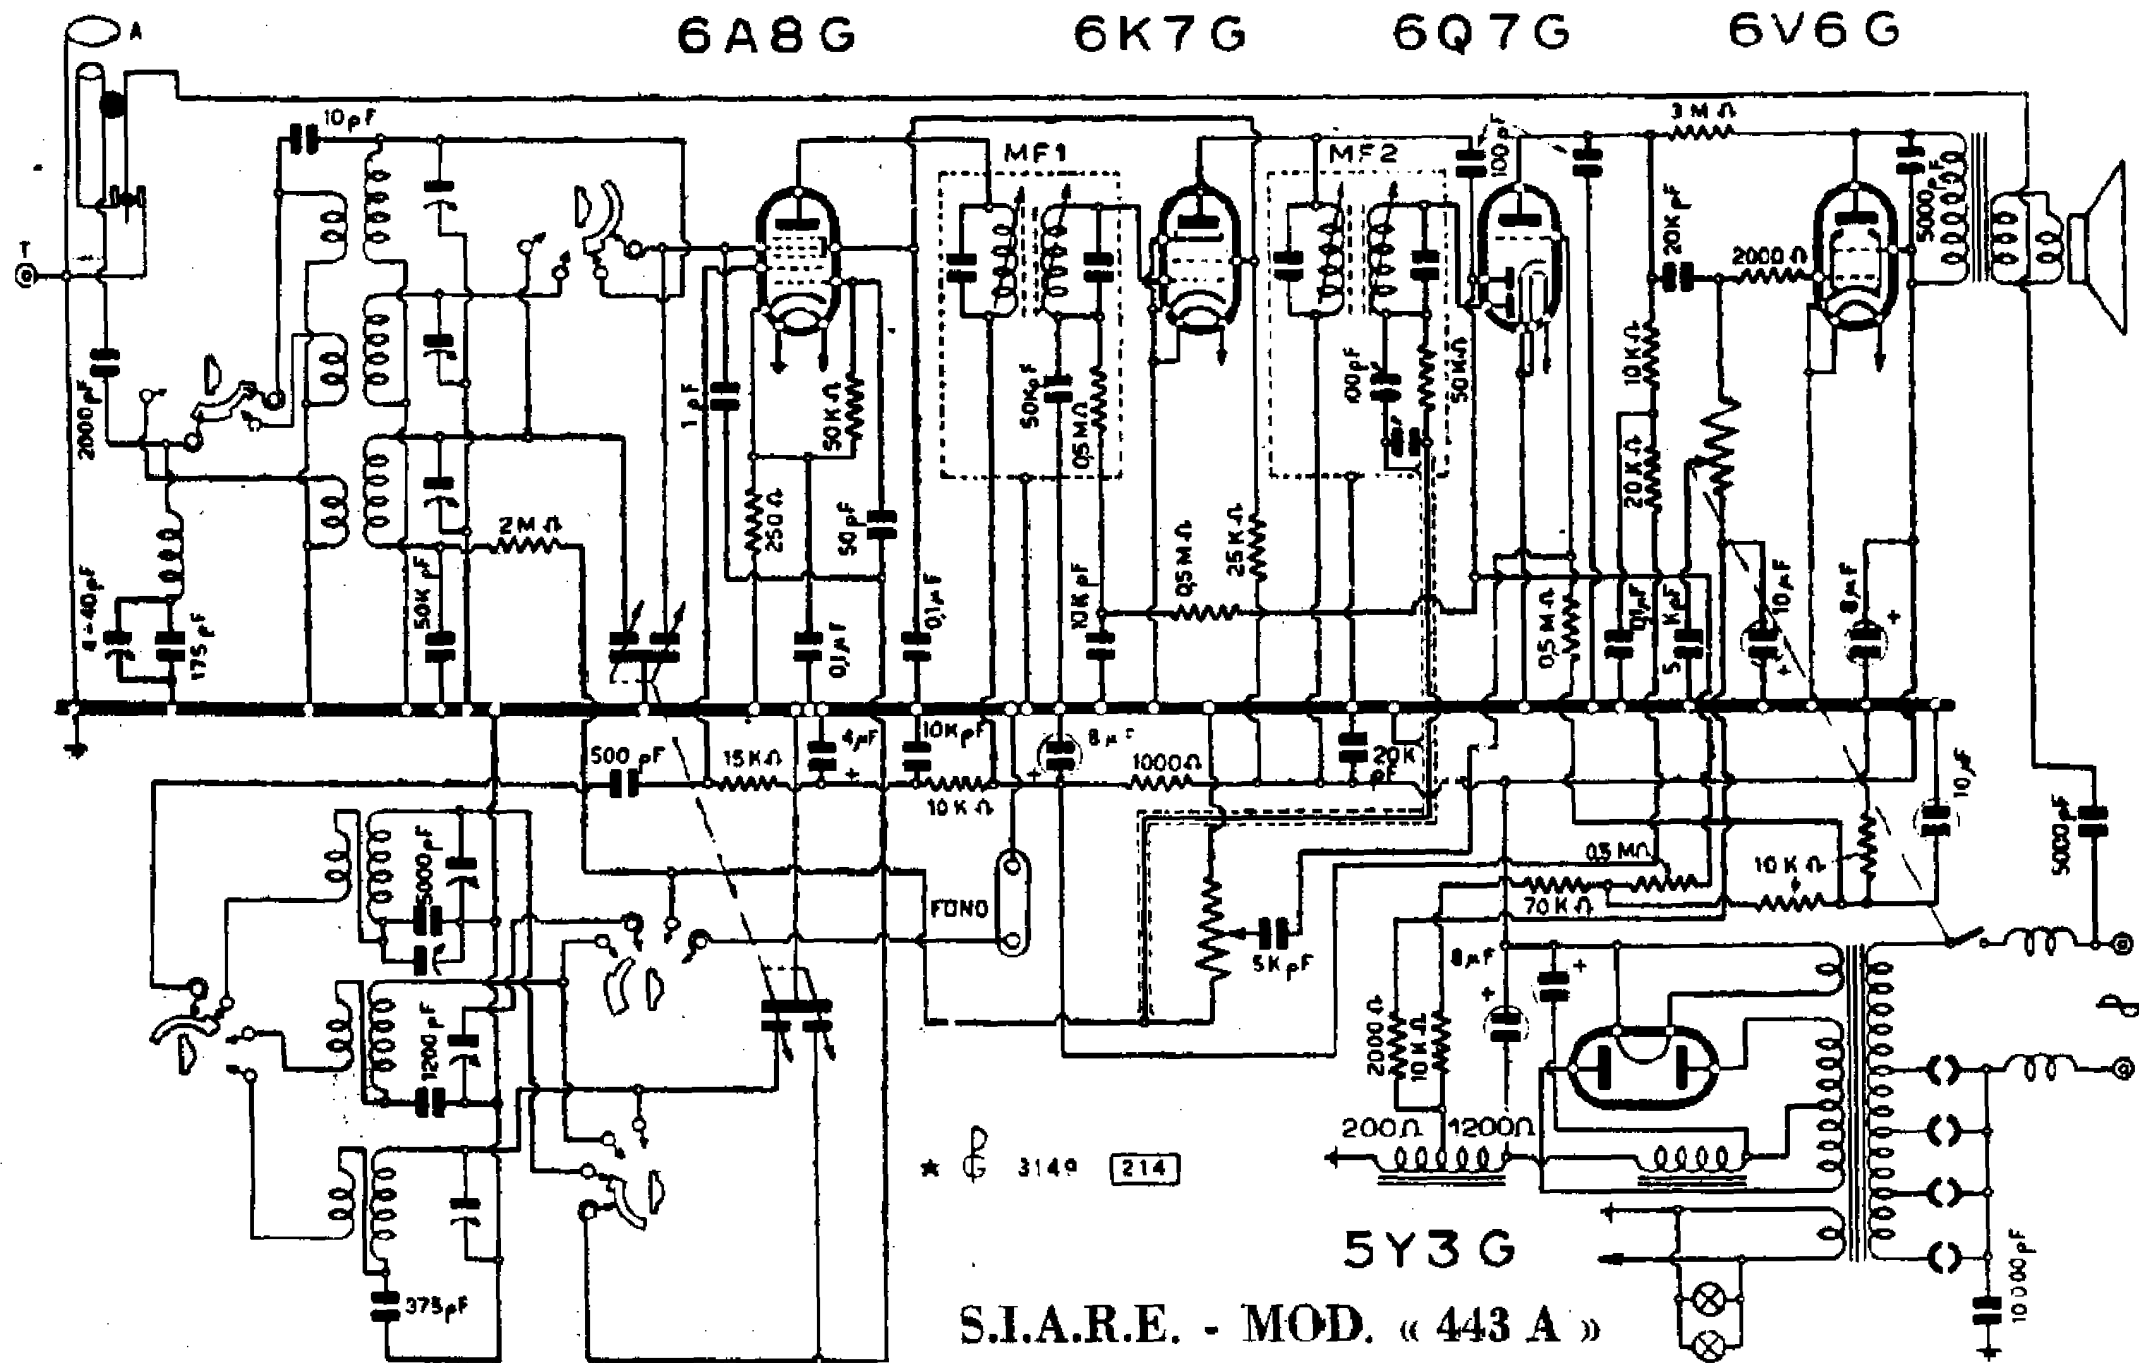 6A8G 6K7G 6Q7G 6V6G
A
T
10pF
MF1
MF2
100pF
3MΩ
20KpF
2000Ω
5000pF
2000pF
1pF
50KΩ
50KpF
0,5MΩ
100pF
50KΩ
10KΩ
20KΩ
2MΩ
250Ω
50pF
0,5MΩ
25KΩ
4-40pF
175pF
50KpF
0,1µF
0,1µF
10KpF
0,5MΩ
0,1µF
5KpF
10µF
8µF
500pF
15KΩ
4µF
10KpF
10KΩ
8µF
1000Ω
20KpF
10µF
5000pF
FONO
5KpF
0,5MΩ
70KΩ
10KΩ
5000pF
1200pF
8µF
2000Ω
10KΩ
200Ω 1200Ω
3149 214
5Y3G
375pF
10000pF
S.I.A.R.E. - MOD. « 443 A »